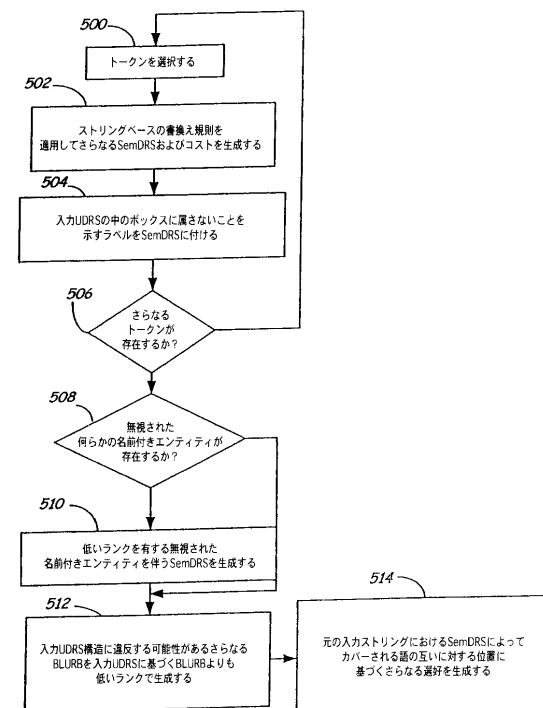 500
トークンを選択する
502
ストリングベースの書換え規則を
適用してさらなるSemDRSおよびコストを生成する
504
入力UDRSの中のボックスに属さないことを
示すラベルをSemDRSに付ける
506
さらなる
トークンが
存在するか?
508
無視された
何らかの名前付きエンティティが
存在するか?
510
低いランクを有する無視された
名前付きエンティティを伴うSemDRSを生成する
512
入力UDRS構造に違反する可能性があるさらなる
BLURBを入力UDRSに基づくBLURBよりも
低いランクで生成する
514
元の入力ストリングにおけるSemDRSによって
カバーされる語の互いに対する位置に
基づくさらなる選好を生成する